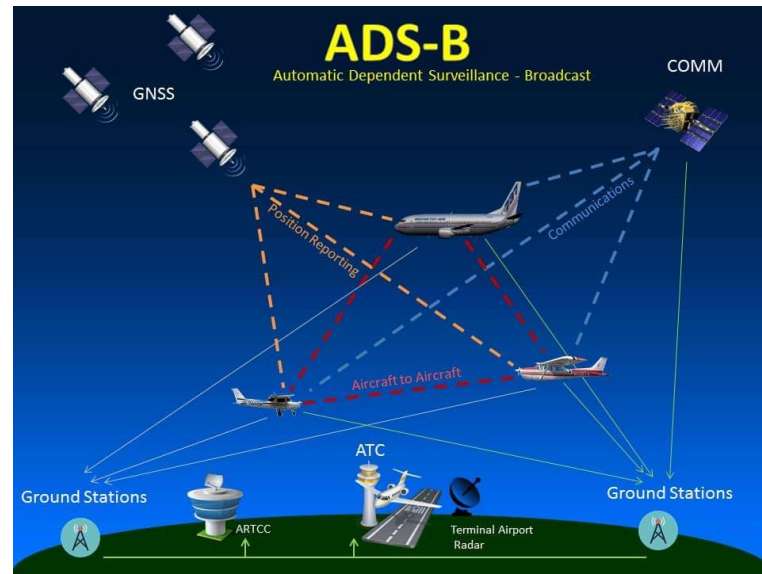 ADS-B
Automatic Dependent Surveillance - Broadcast
GNSS
COMM
Position Reporting
Communications
Aircraft to Aircraft
ATC
Ground Stations
Ground Stations
ARTCC
Terminal Airport
Radar